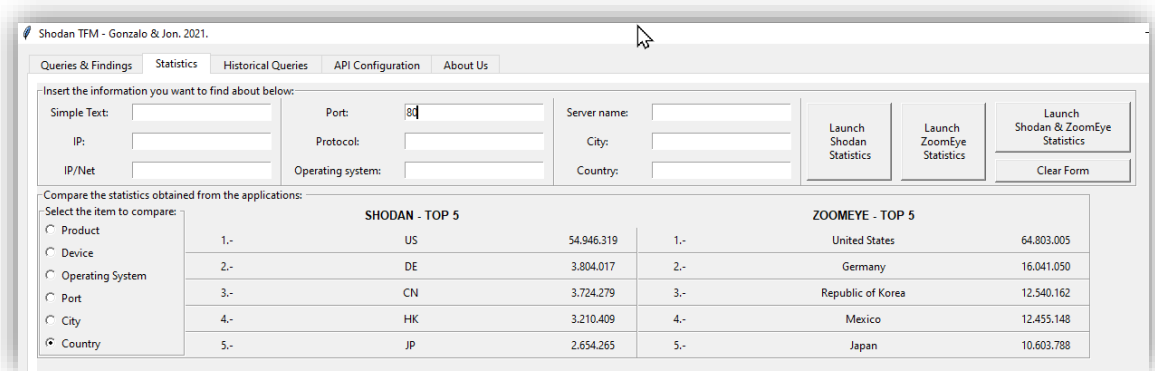 Shodan TFM - Gonzalo & Jon. 2021.
Queries & Findings Statistics Historical Queries API Configuration About Us
Insert the information you want to find about below:
Simple Text: Port: 80 Server name:
IP: Protocol: City:
IP/Net Operating system: Country:
Launch
Shodan
Statistics
Launch
ZoomEye
Statistics
Launch
Shodan & ZoomEye
Statistics
Clear Form
Compare the statistics obtained from the applications:
Select the item to compare:
Product
Device
Operating System
Port
City
Country
SHODAN - TOP 5
1.- US 54.946.319
2.- DE 3.804.017
3.- CN 3.724.279
4.- HK 3.210.409
5.- JP 2.654.265
ZOOMEYE - TOP 5
1.- United States 64.803.005
2.- Germany 16.041.050
3.- Republic of Korea 12.540.162
4.- Mexico 12.455.148
5.- Japan 10.603.788